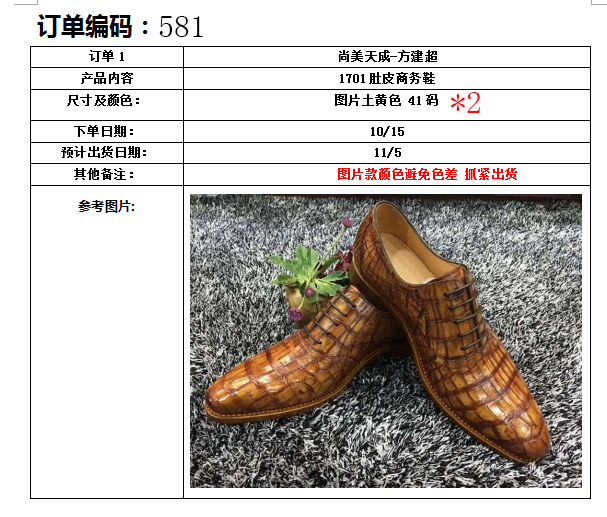 订单编码：581
订单 1 尚美天成-方建超
产品内容 1701 肚皮商务鞋
尺寸及颜色： 图片土黄色 41 码 *2
下单日期： 10/15
预计出货日期： 11/5
其他备注： 图片款颜色避免色差 抓紧出货
参考图片: